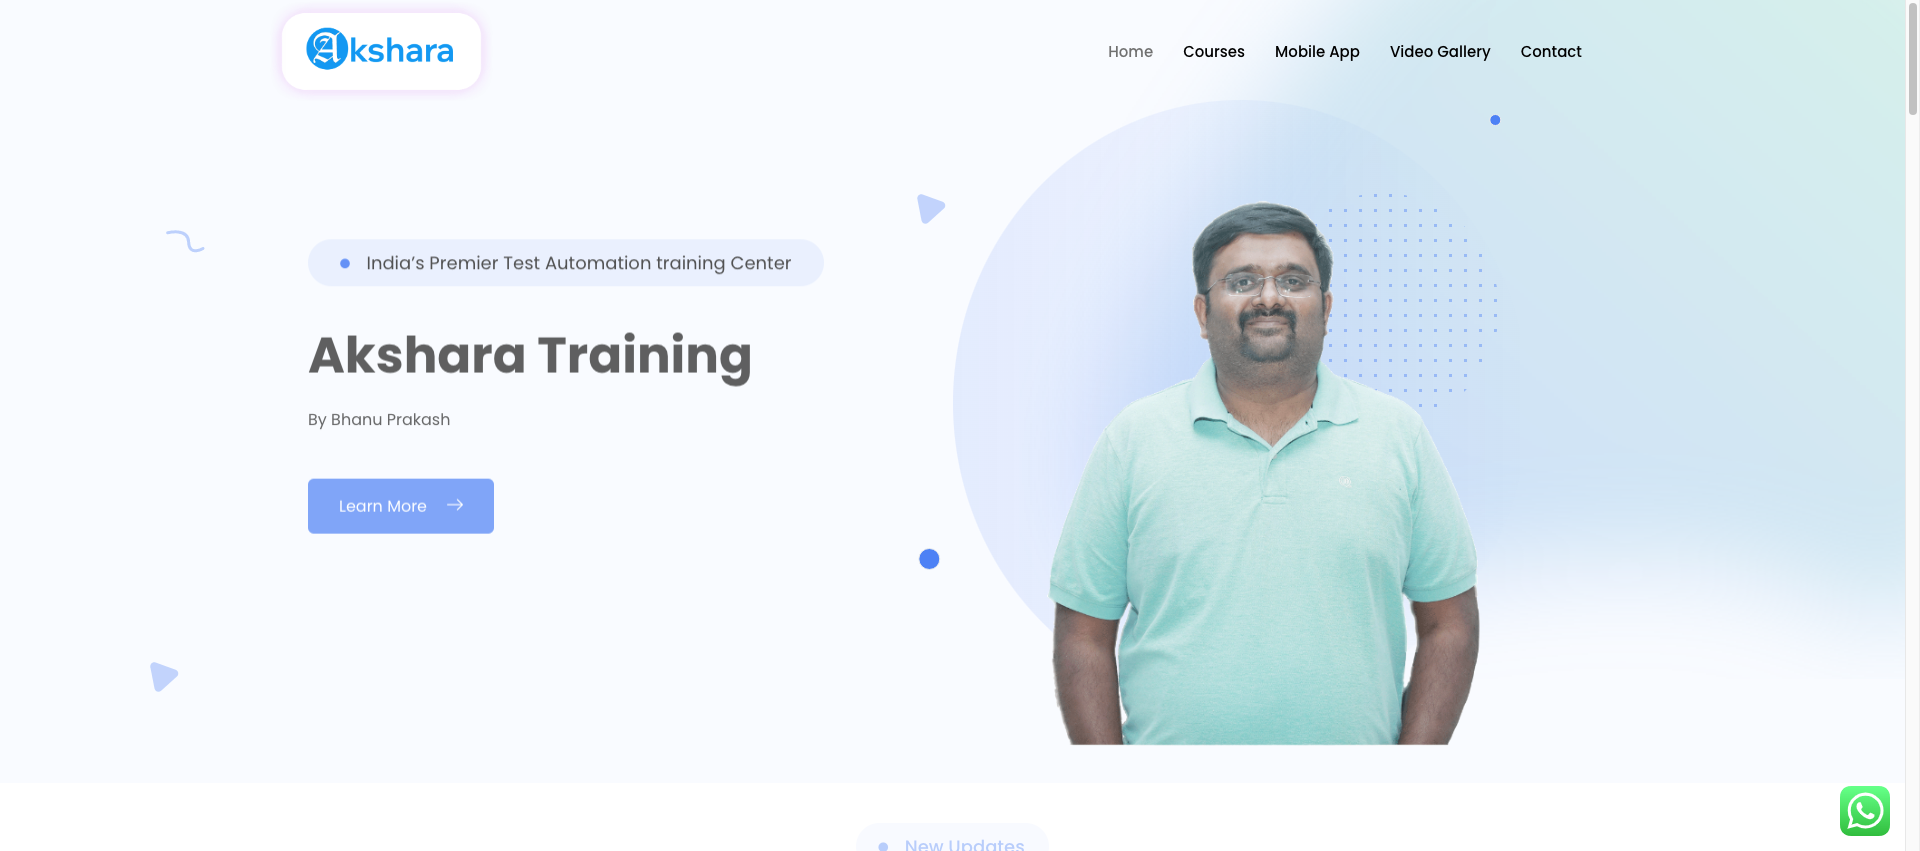 Akshara
Home Courses Mobile App Video Gallery Contact
India’s Premier Test Automation training Center
Akshara Training
By Bhanu Prakash
Learn More
New Updates